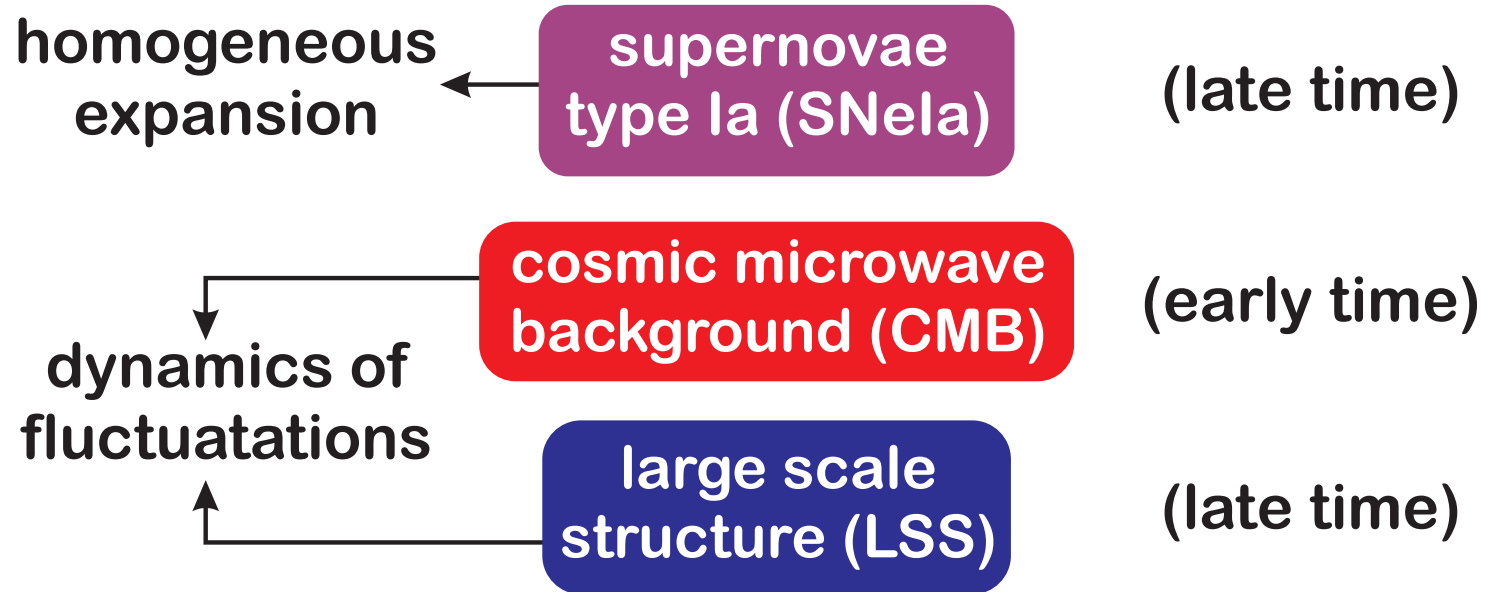 homogeneous
expansion
supernovae
type Ia (SNeIa)
(late time)
cosmic microwave
background (CMB)
(early time)
dynamics of
fluctuatations
large scale
structure (LSS)
(late time)